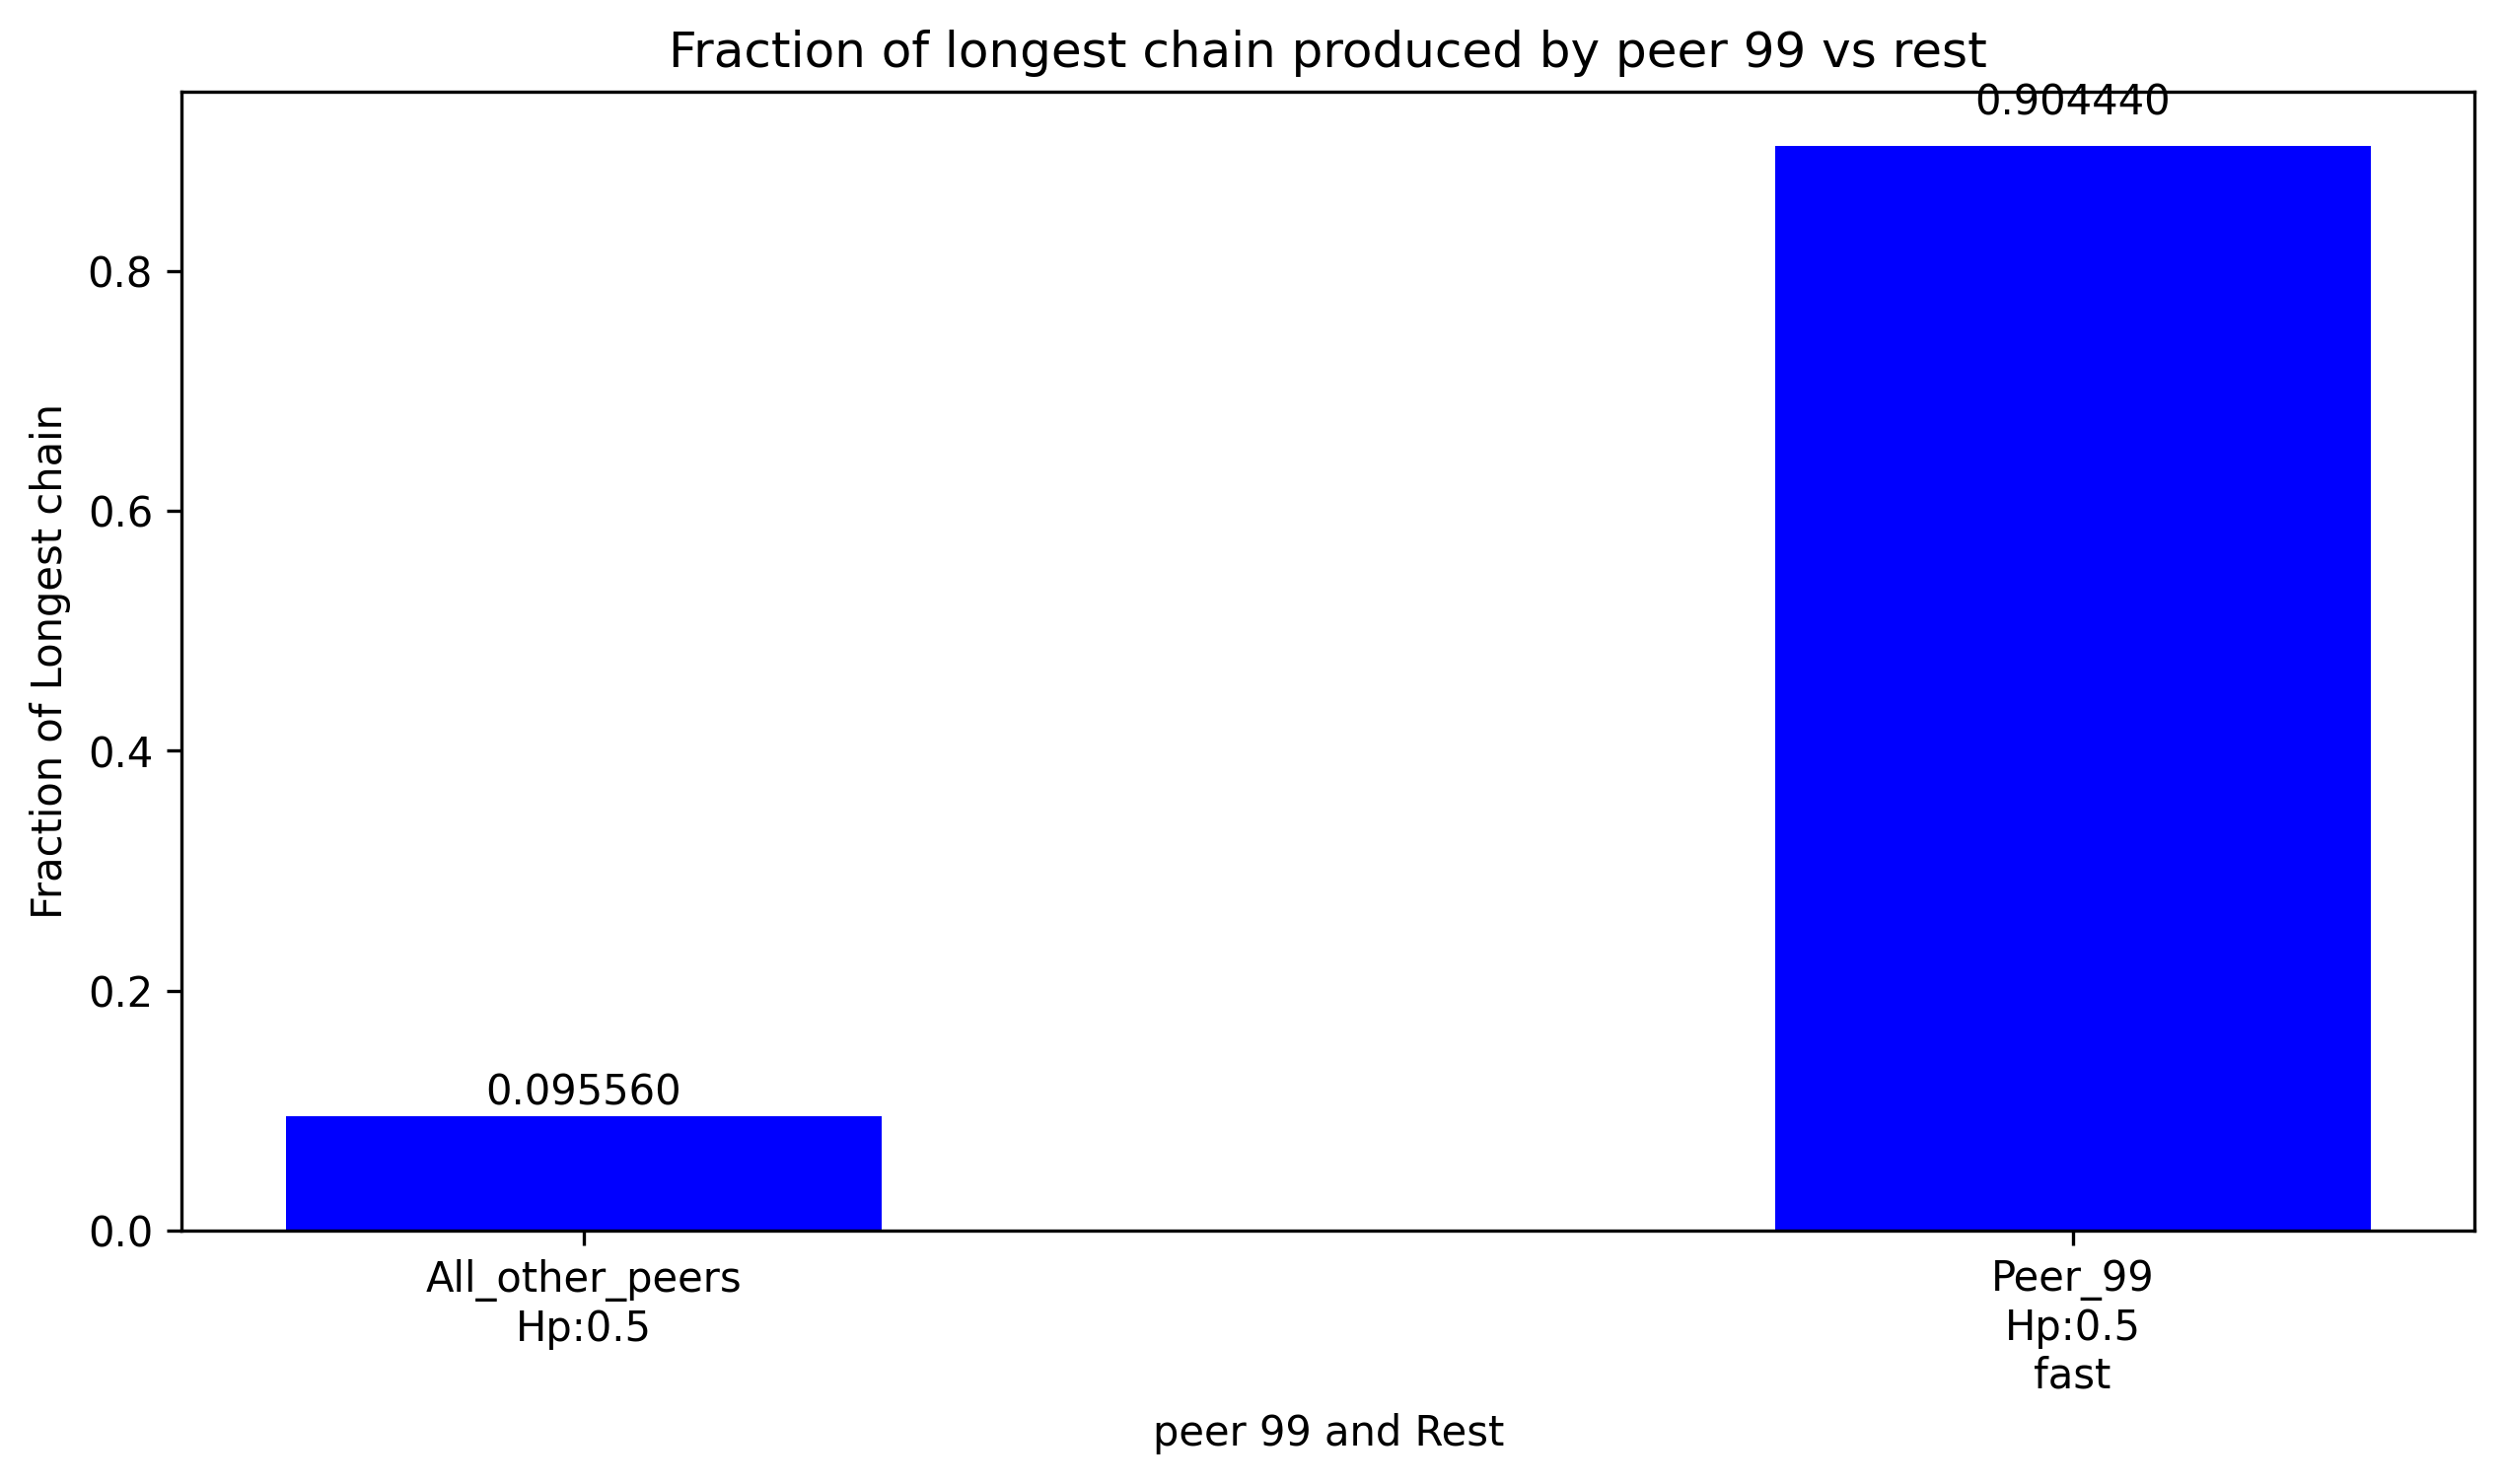 Fraction of longest chain produced by peer 99 vs rest
0.904440
0.8
0.6
0.4
0.2
0.0
Fraction of Longest chain
0.095560
All_other_peers
Hp:0.5
Peer_99
Hp:0.5
fast
peer 99 and Rest